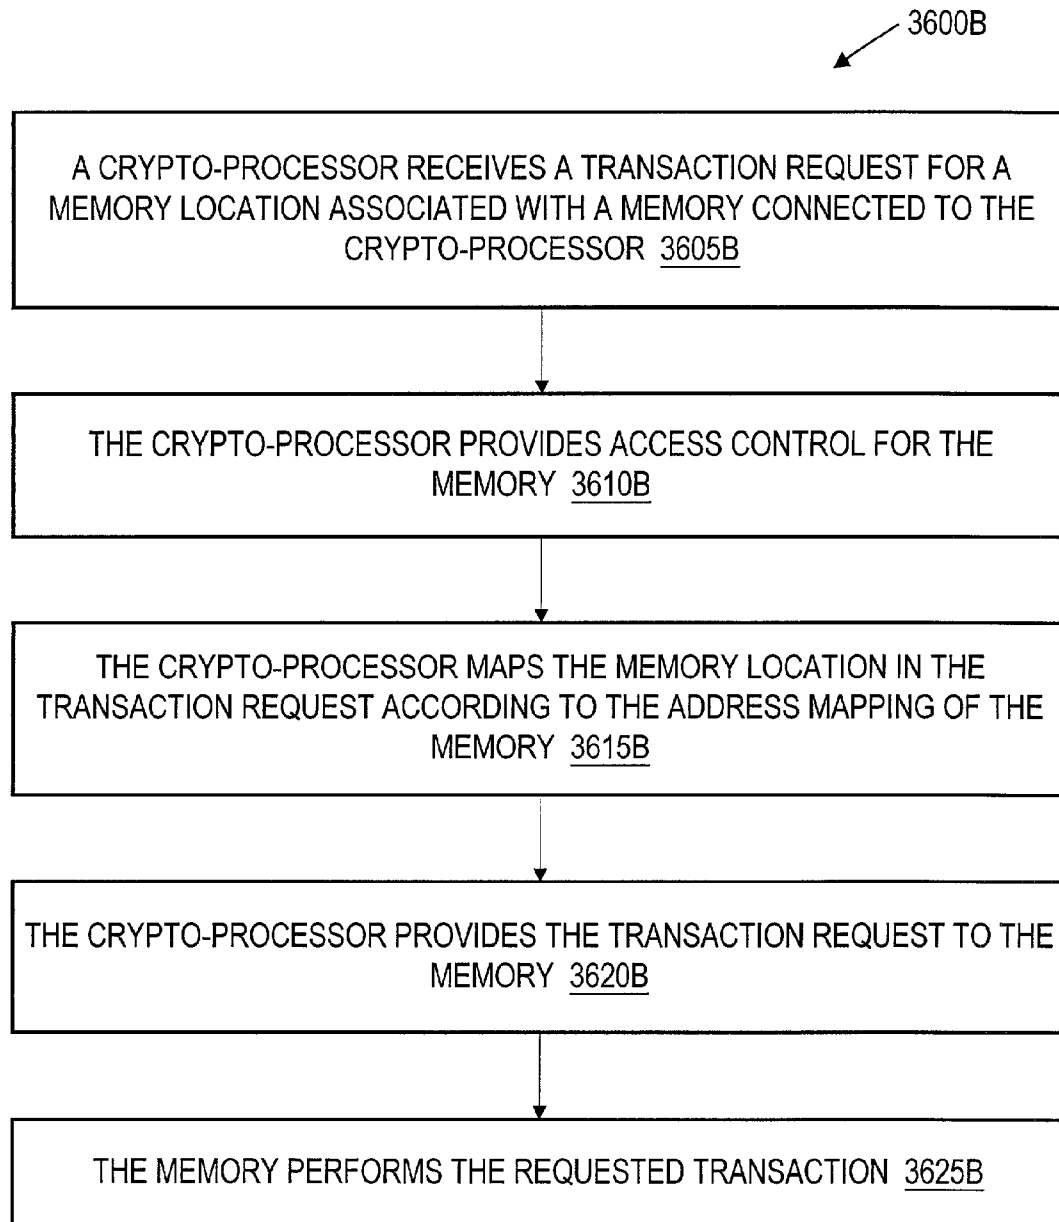 3600B
A CRYPTO-PROCESSOR RECEIVES A TRANSACTION REQUEST FOR A
MEMORY LOCATION ASSOCIATED WITH A MEMORY CONNECTED TO THE
CRYPTO-PROCESSOR 3605B
THE CRYPTO-PROCESSOR PROVIDES ACCESS CONTROL FOR THE
MEMORY 3610B
THE CRYPTO-PROCESSOR MAPS THE MEMORY LOCATION IN THE
TRANSACTION REQUEST ACCORDING TO THE ADDRESS MAPPING OF THE
MEMORY 3615B
THE CRYPTO-PROCESSOR PROVIDES THE TRANSACTION REQUEST TO THE
MEMORY 3620B
THE MEMORY PERFORMS THE REQUESTED TRANSACTION 3625B